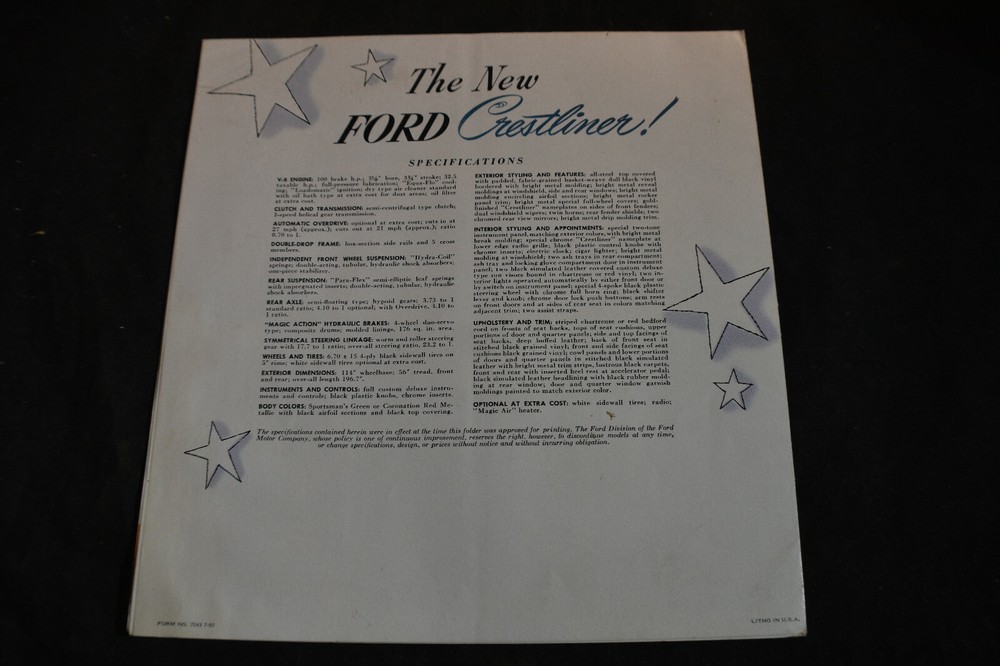 The New
FORD Crestliner!
SPECIFICATIONS
V-8 ENGINE: 100 brake h.p.; 3 3/16" bore, 3 3/4" stroke; 32.5
taxable h.p.; full-pressure lubrication; "Equa-Flo" cool-
ing; "Loadomatic" ignition; dry type air cleaner standard
with oil bath type at extra cost for dust areas; oil filter
at extra cost.
CLUTCH AND TRANSMISSION: semi-centrifugal type clutch;
3-speed helical gear transmission.
AUTOMATIC OVERDRIVE: optional at extra cost; cuts in at
27 mph (approx.); cuts out at 21 mph (approx.); ratio
0.70 to 1.
DOUBLE-DROP FRAME: box-section side rails and 5 cross
members.
INDEPENDENT FRONT WHEEL SUSPENSION: "Hydra-Coil"
springs; double-acting, tubular, hydraulic shock absorbers;
one-piece stabilizer.
REAR SUSPENSION: "Para-Flex" semi-elliptic leaf springs
with impregnated inserts; double-acting, tubular, hydraulic
shock absorbers.
REAR AXLE: semi-floating type; hypoid gears; 3.73 to 1
standard ratio; 4.10 to 1 optional; with Overdrive, 4.10 to
1 ratio.
"MAGIC ACTION" HYDRAULIC BRAKES: 4-wheel duo-servo
type; composite drums; molded linings, 176 sq. in. area.
SYMMETRICAL STEERING LINKAGE: worm and roller steering
gear with 17.7 to 1 ratio; over-all steering ratio, 23.2 to 1.
WHEELS AND TIRES: 6.70 x 15 4-ply black sidewall tires on
5" rims; white sidewall tires optional at extra cost.
EXTERIOR DIMENSIONS: 114" wheelbase; 56" tread, front
and rear; over-all length 196.7".
INSTRUMENTS AND CONTROLS: full custom deluxe instru-
ments and controls; black plastic knobs, chrome inserts.
BODY COLORS: Sportsman's Green or Coronation Red Me-
tallic with black airfoil sections and black top covering.
EXTERIOR STYLING AND FEATURES: all-steel top covered
with padded, fabric-grained basket-weave dull black vinyl
bordered with bright metal molding; bright metal reveal
moldings at windshield, side and rear windows; bright metal
molding encircling airfoil section; bright metal rocker
panel trim; bright metal special full-wheel covers; gold-
finished "Crestliner" nameplates on sides of front fenders;
dual windshield wipers; twin horns; rear fender shields; two
chromed rear view mirrors; bright metal drip molding trim.
INTERIOR STYLING AND APPOINTMENTS: special two-tone
instrument panel, matching exterior colors, with bright metal
break molding; special chrome "Crestliner" nameplate at
lower edge radio grille; black plastic control knobs with
chrome inserts; electric clock; cigar lighter; bright metal
molding at windshield; two ash trays in rear compartment;
ash tray and locking glove compartment door in instrument
panel; two black simulated leather covered custom deluxe
type sun visors bound in chartreuse or red vinyl; two in-
terior lights operated automatically by either front door or
by switch on instrument panel; special 4-spoke black plastic
steering wheel with chrome full horn ring; black shifter
lever and knob; chrome door lock push buttons; arm rests
on front doors and at sides of rear seat in colors matching
adjacent trim; two assist straps.
UPHOLSTERY AND TRIM: striped chartreuse or red bedford
cord on fronts of seat backs, tops of seat cushions, upper
portions of door and quarter panels; side and top facings of
seat backs, deep buffed leather; back of front seat in
stitched black grained vinyl; front and side facings of seat
cushions black grained vinyl; cowl panels and lower portions
of doors and quarter panels in stitched black simulated
leather with bright metal trim strips, lustrous black carpets,
front and rear with inserted heel rest at accelerator pedal;
black simulated leather headlining with black rubber mold-
ing at rear window; door and quarter window garnish
moldings painted to match exterior color.
OPTIONAL AT EXTRA COST: white sidewall tires; radio;
"Magic Air" heater.
The specifications contained herein were in effect at the time this folder was approved for printing. The Ford Division of the Ford
Motor Company, whose policy is one of continuous improvement, reserves the right, however, to discontinue models at any time,
or change specifications, design, or prices without notice and without incurring obligation.
FORM NO. 7043 7-50
LITHO IN U.S.A.